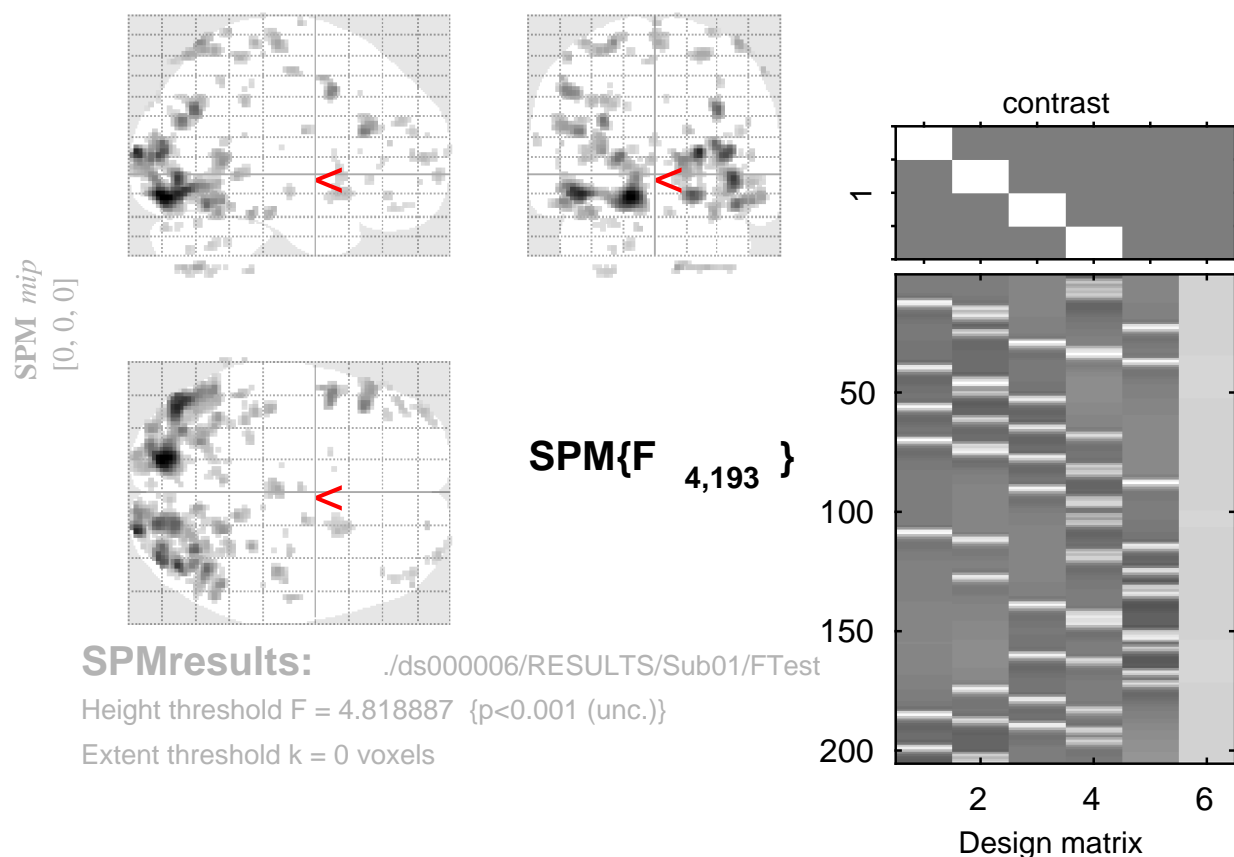 SPM mip
[0, 0, 0]
<
<
<
SPM{F 4,193 }
SPMresults: ./ds000006/RESULTS/Sub01/FTest
Height threshold F = 4.818887 {p<0.001 (unc.)}
Extent threshold k = 0 voxels
contrast
1
50
100
150
200
2 4 6
Design matrix